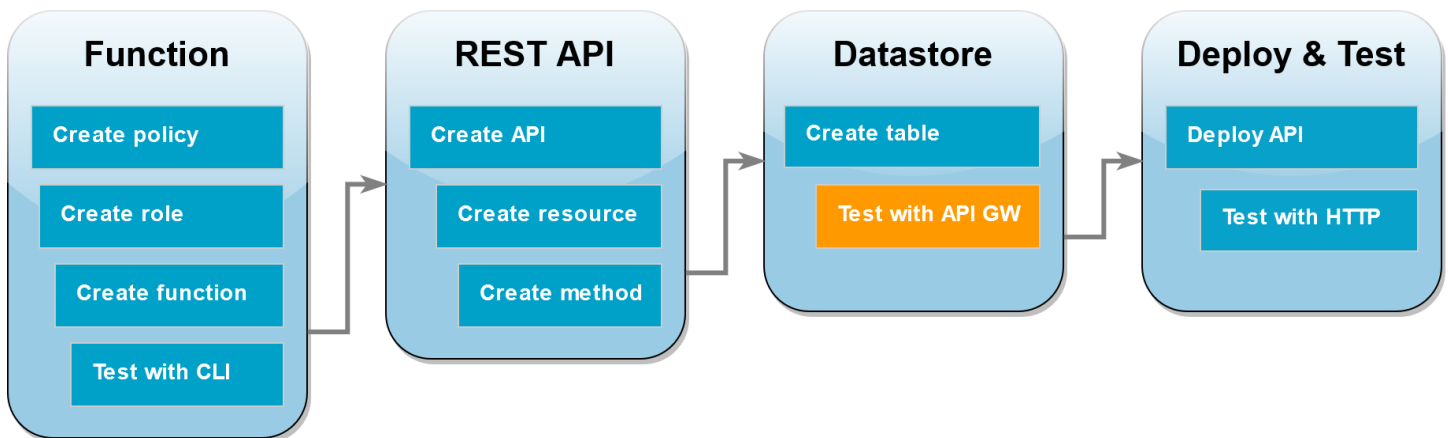 Function
Create policy
Create role
Create function
Test with CLI
REST API
Create API
Create resource
Create method
Datastore
Create table
Test with API GW
Deploy & Test
Deploy API
Test with HTTP